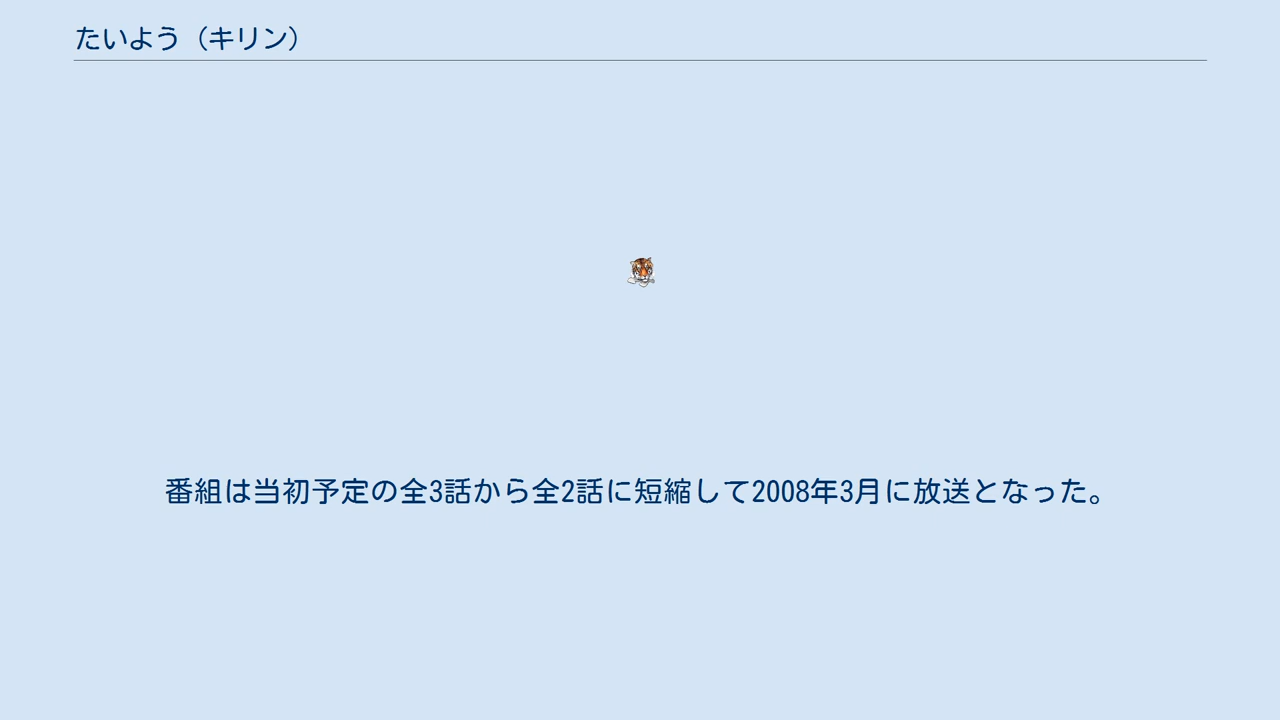 たいよう（キリン）
番組は当初予定の全3話から全2話に短縮して2008年3月に放送となった。